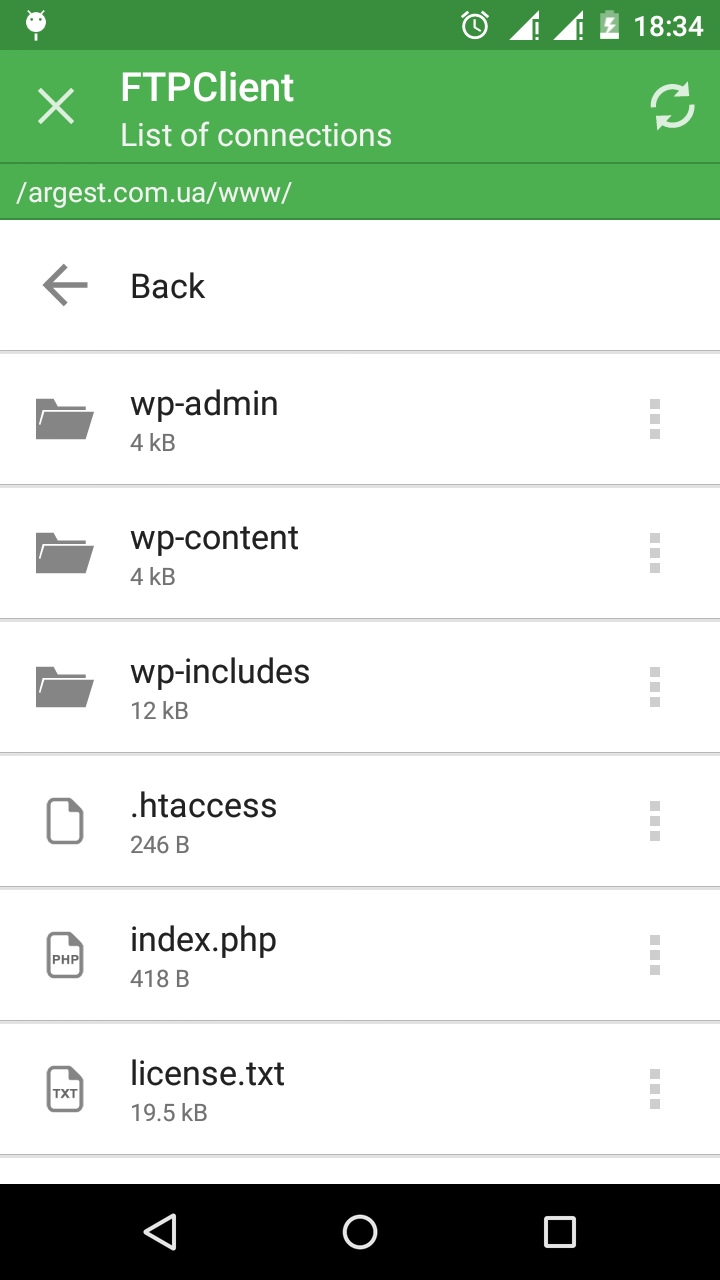 18:34
FTPClient
List of connections
/argest.com.ua/www/
Back
wp-admin
4 kB
wp-content
4 kB
wp-includes
12 kB
.htaccess
246 B
PHP
index.php
418 B
TXT
license.txt
19.5 kB